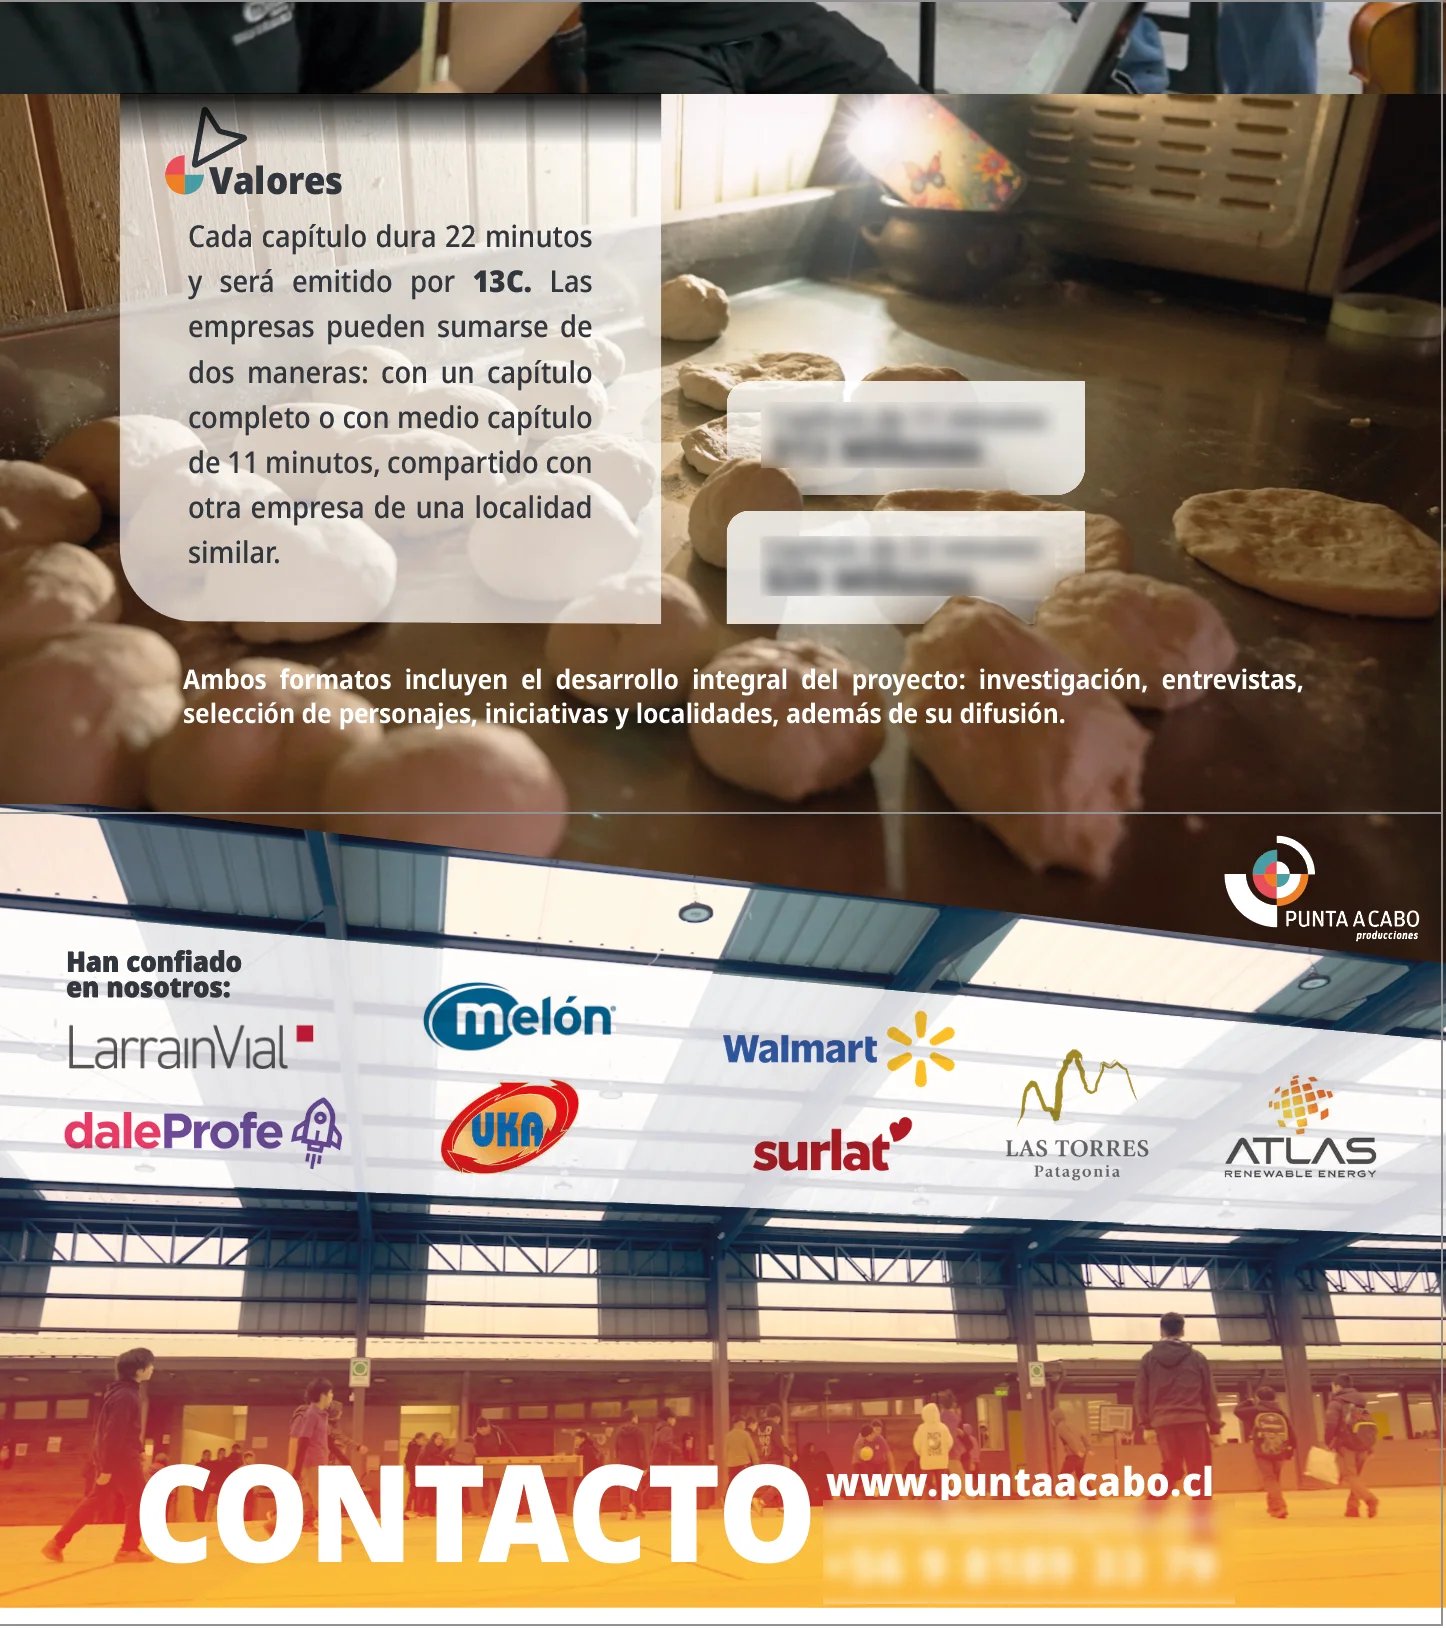 Valores
Cada capítulo dura 22 minutos
y será emitido por 13C. Las
empresas pueden sumarse de
dos maneras: con un capítulo
completo o con medio capítulo
de 11 minutos, compartido con
otra empresa de una localidad
similar.
Ambos formatos incluyen el desarrollo integral del proyecto: investigación, entrevistas,
selección de personajes, iniciativas y localidades, además de su difusión.
PUNTA A CABO
producciones
Han confiado
en nosotros:
LarrainVial
melón
Walmart
daleProfe
UKA
surlat
LAS TORRES
Patagonia
ATLAS
RENEWABLE ENERGY
CONTACTO
www.puntaacabo.cl